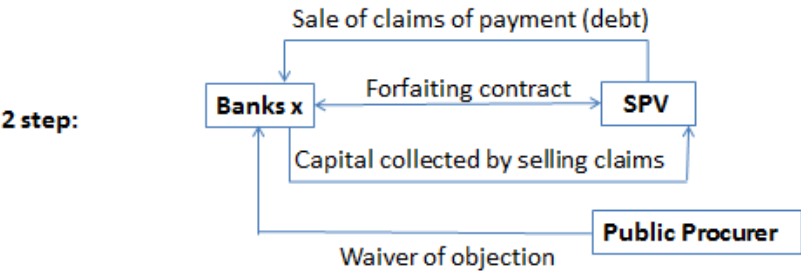 Sale of claims of payment (debt)
Forfaiting contract
Banks x
SPV
2 step:
Capital collected by selling claims
Public Procurer
Waiver of objection